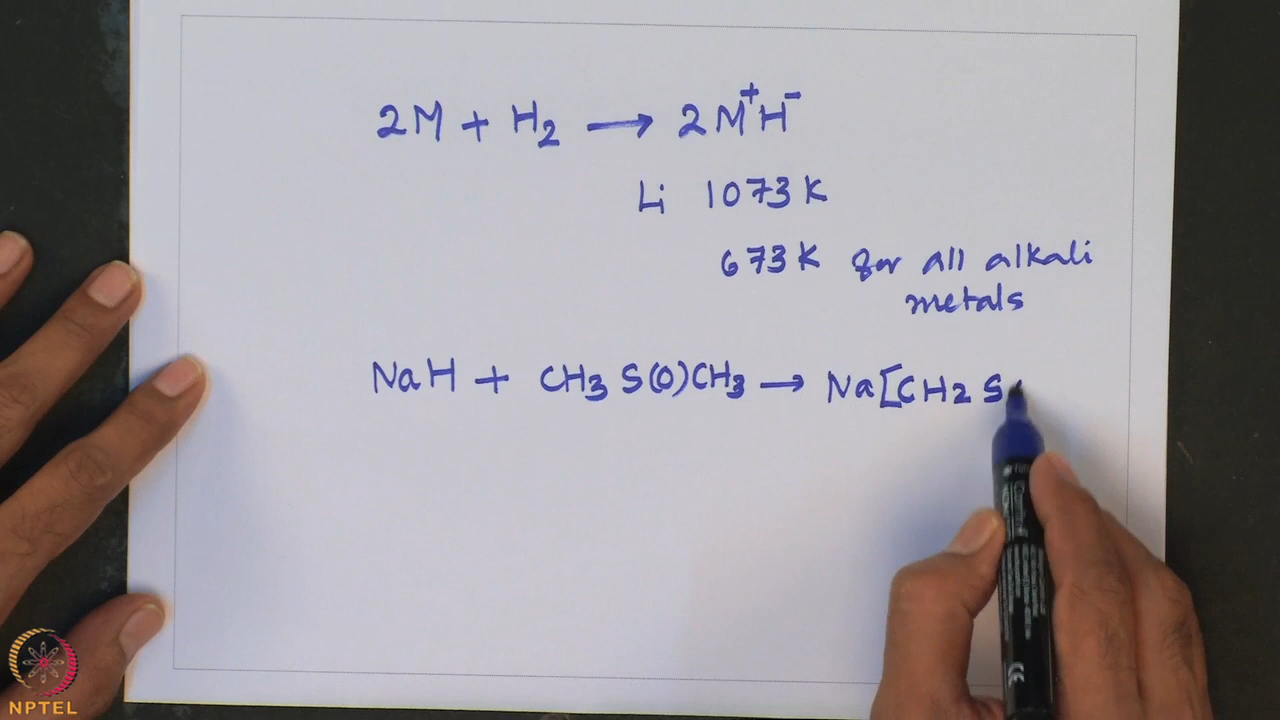 2M + H₂ ⟶ 2M⁺H⁻
Li 1073 K
673 K for all alkali
metals
NaH + CH₃ S(O)CH₃ → Na[CH₂ S
NPTEL